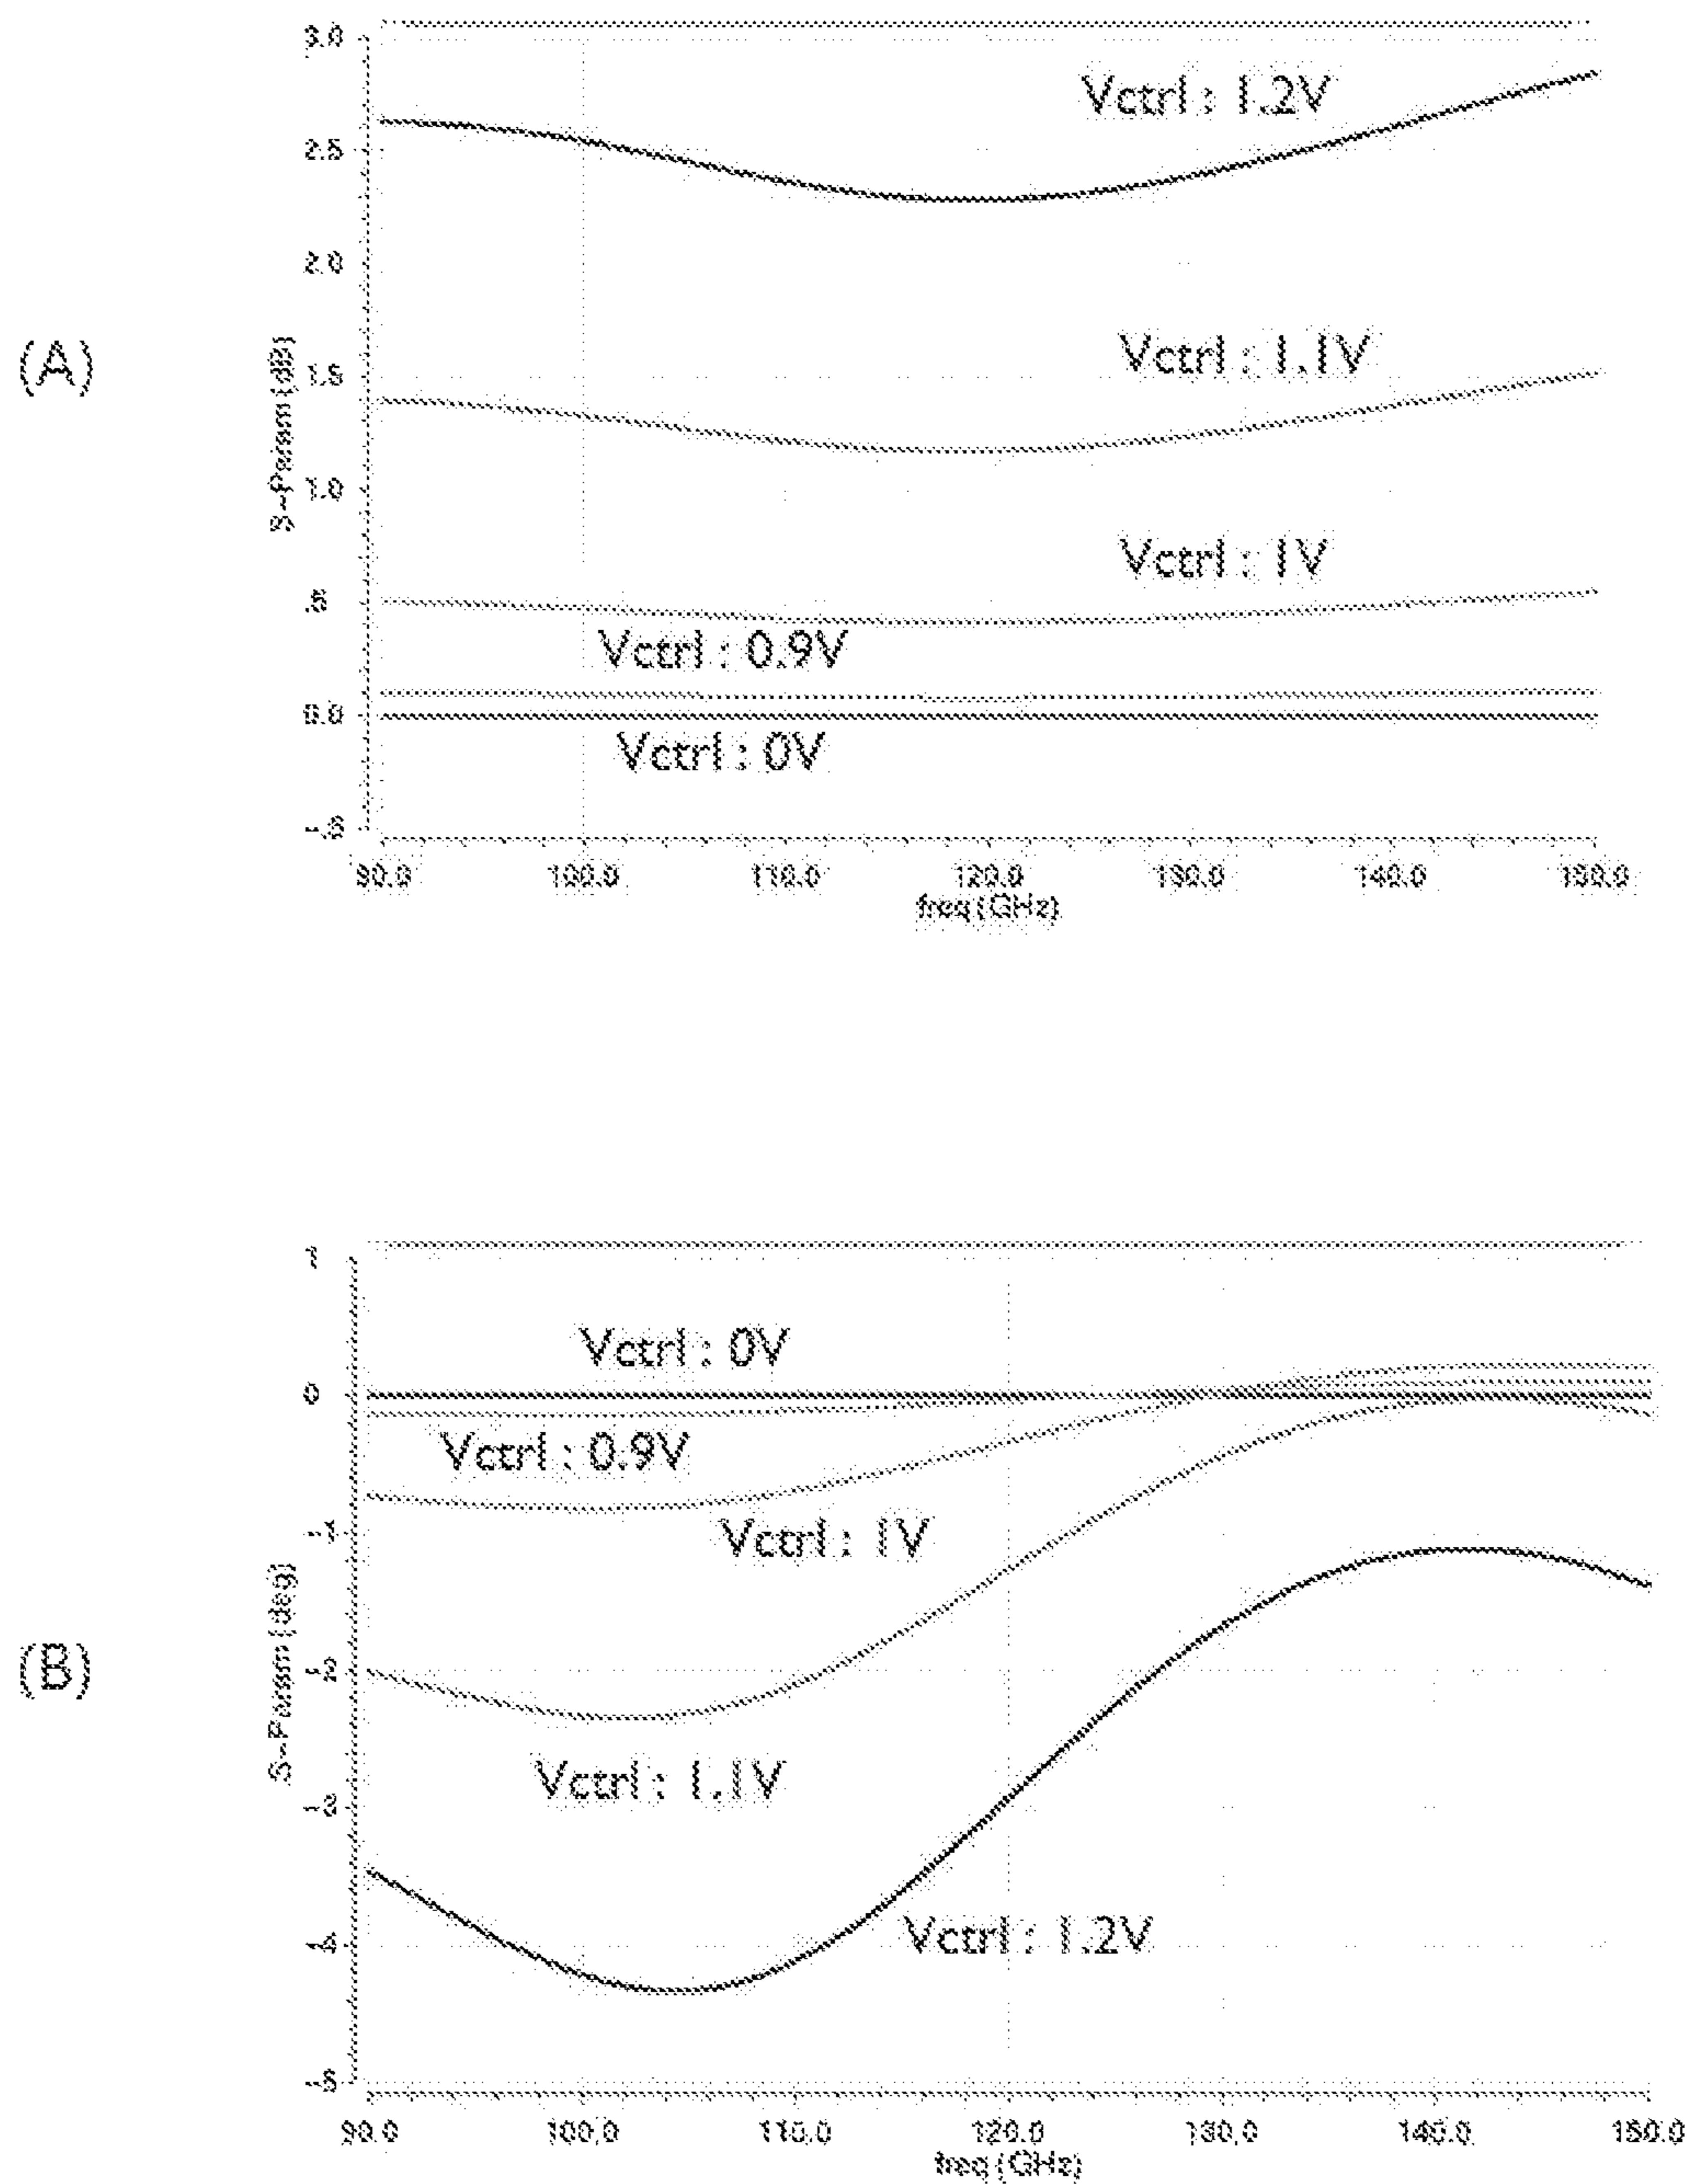 (A)
S-Param (dB)
3.0
2.5
2.0
1.5
1.0
.5
0.0
-.5
Vctrl : 1.2V
Vctrl : 1.1V
Vctrl : 1V
Vctrl : 0.9V
Vctrl : 0V
90.0 100.0 110.0 120.0 130.0 140.0 150.0
freq (GHz)
(B)
S-Param (deg)
1
0
-1
-2
-3
-4
-5
Vctrl : 0V
Vctrl : 0.9V
Vctrl : 1V
Vctrl : 1.1V
Vctrl : 1.2V
90.0 100.0 110.0 120.0 130.0 140.0 150.0
freq (GHz)